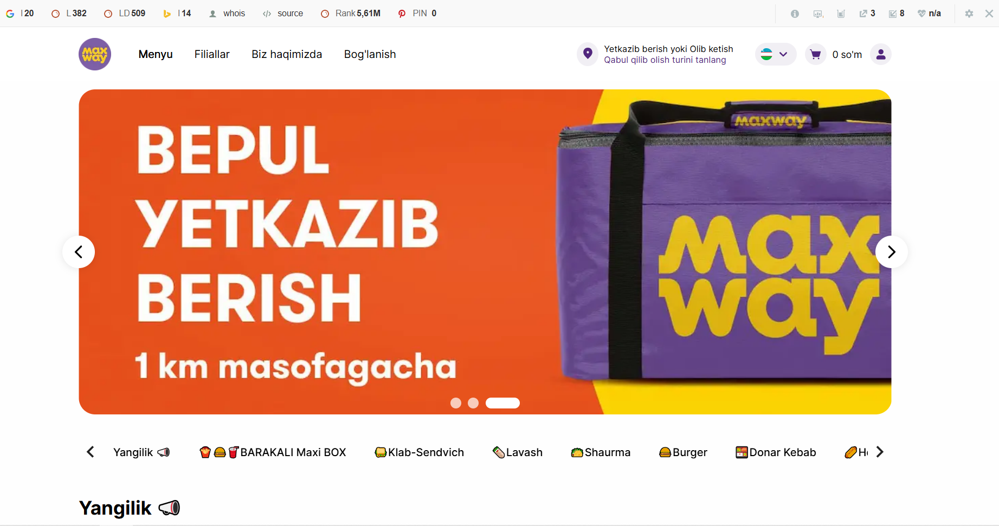 I 20 L 382 LD 509 I 14 whois source Rank 5,61M PIN 0 3 8 n/a
max
way
Menyu Filiallar Biz haqimizda Bog'lanish
Yetkazib berish yoki Olib ketish
Qabul qilib olish turini tanlang
0 so'm
BEPUL
YETKAZIB
BERISH
1 km masofagacha
maxway
max
way
Yangilik BARAKALI Maxi BOX Klab-Sendvich Lavash Shaurma Burger Donar Kebab
Yangilik